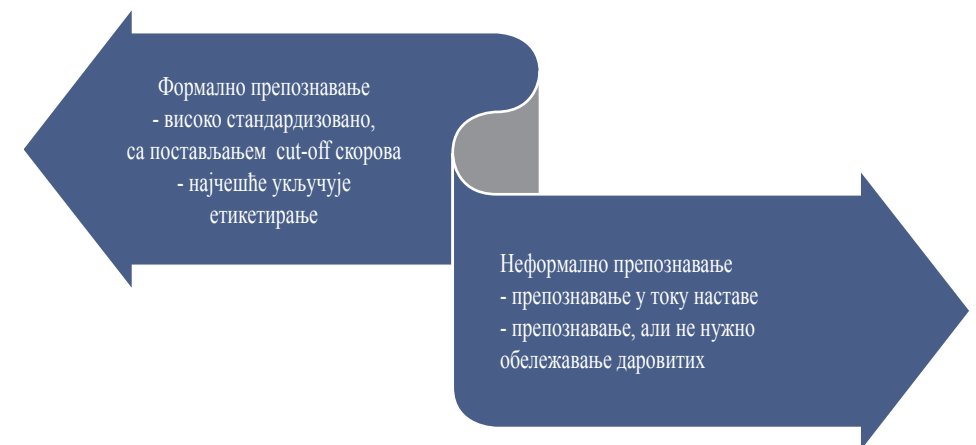 Формално препознавање
- високо стандардизовано,
са постављањем cut-off скорова
- најчешће укључује
етикетирање
Неформално препознавање
- препознавање у току наставе
- препознавање, али не нужно
обележавање даровитих